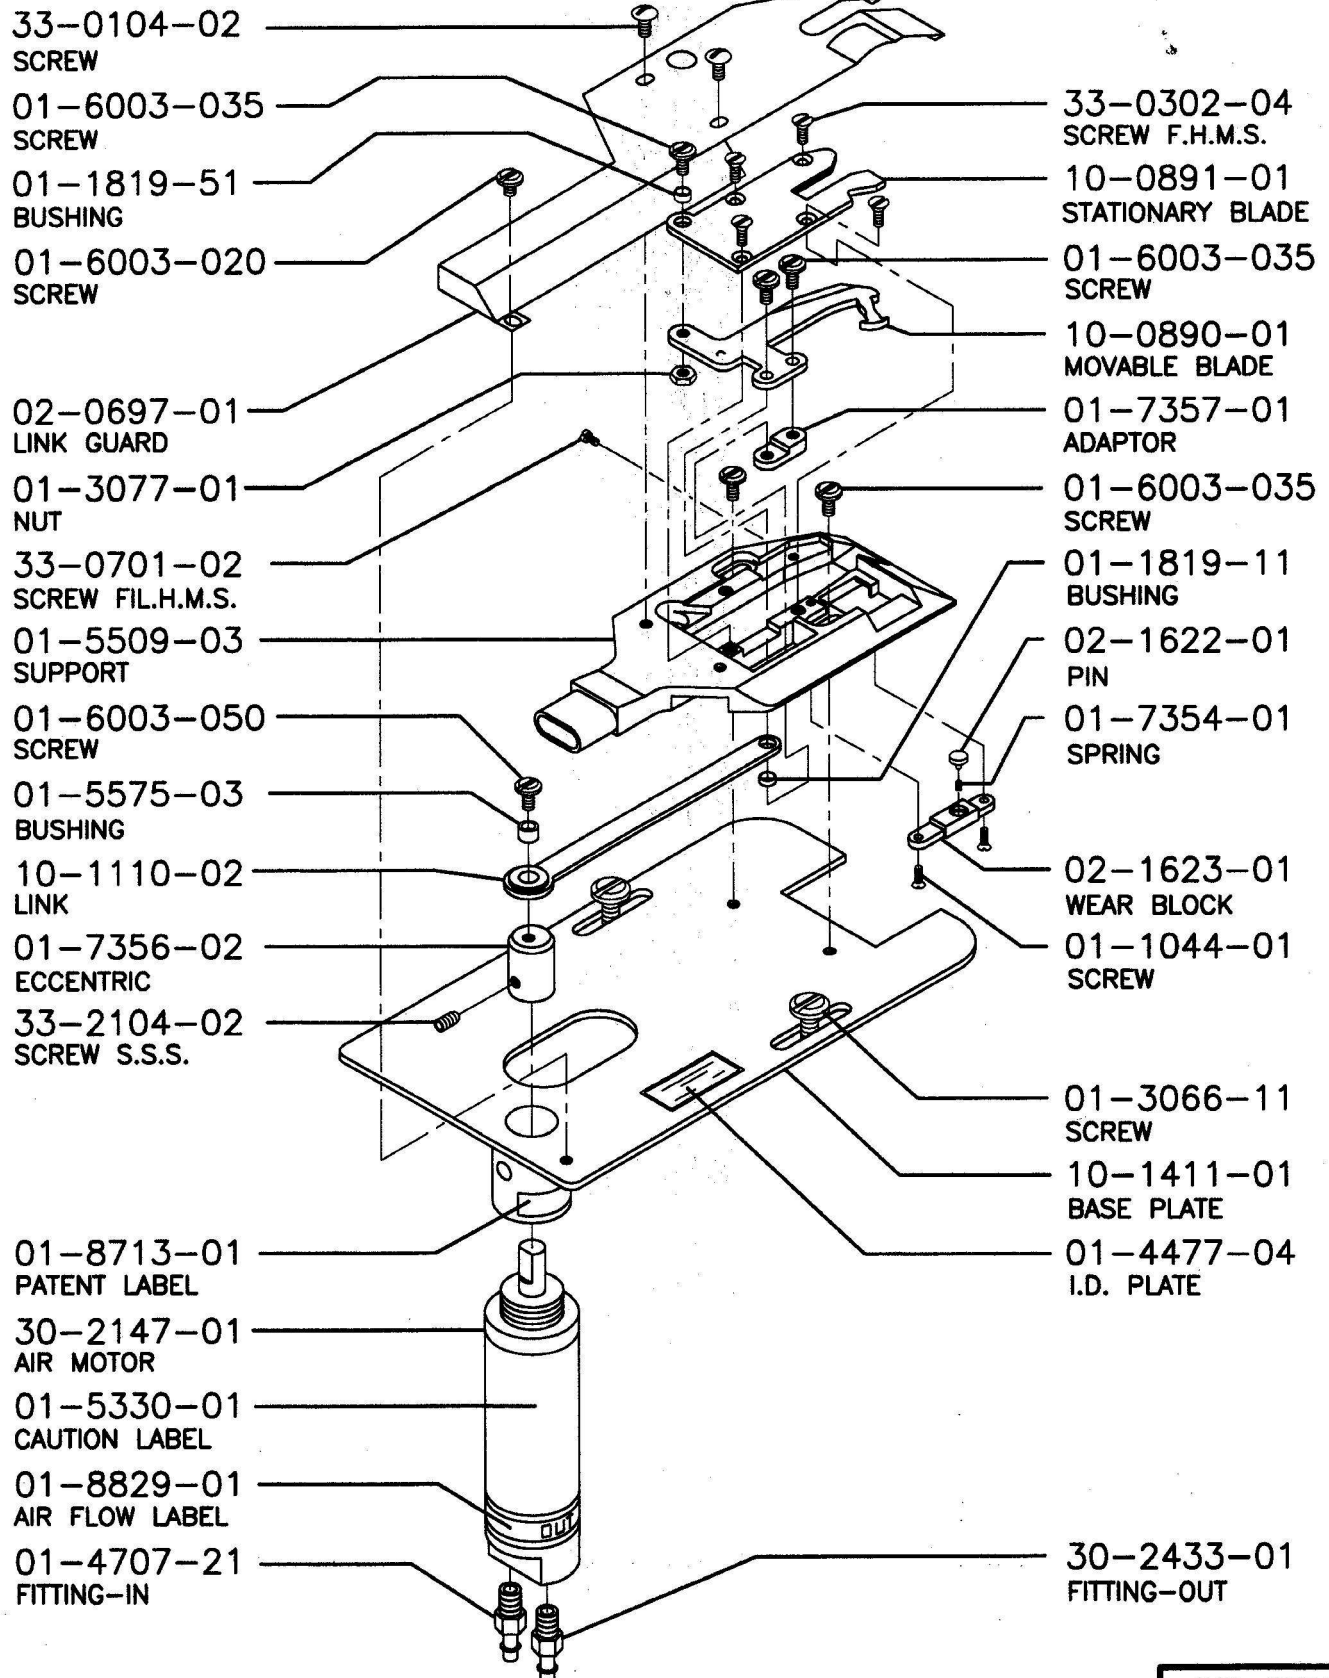 33-0104-02
SCREW
01-6003-035
SCREW
01-1819-51
BUSHING
01-6003-020
SCREW
02-0697-01
LINK GUARD
01-3077-01
NUT
33-0701-02
SCREW FIL.H.M.S.
01-5509-03
SUPPORT
01-6003-050
SCREW
01-5575-03
BUSHING
10-1110-02
LINK
01-7356-02
ECCENTRIC
33-2104-02
SCREW S.S.S.
01-8713-01
PATENT LABEL
30-2147-01
AIR MOTOR
01-5330-01
CAUTION LABEL
01-8829-01
AIR FLOW LABEL
01-4707-21
FITTING-IN
OUT
33-0302-04
SCREW F.H.M.S.
10-0891-01
STATIONARY BLADE
01-6003-035
SCREW
10-0890-01
MOVABLE BLADE
01-7357-01
ADAPTOR
01-6003-035
SCREW
01-1819-11
BUSHING
02-1622-01
PIN
01-7354-01
SPRING
02-1623-01
WEAR BLOCK
01-1044-01
SCREW
01-3066-11
SCREW
10-1411-01
BASE PLATE
01-4477-04
I.D. PLATE
30-2433-01
FITTING-OUT